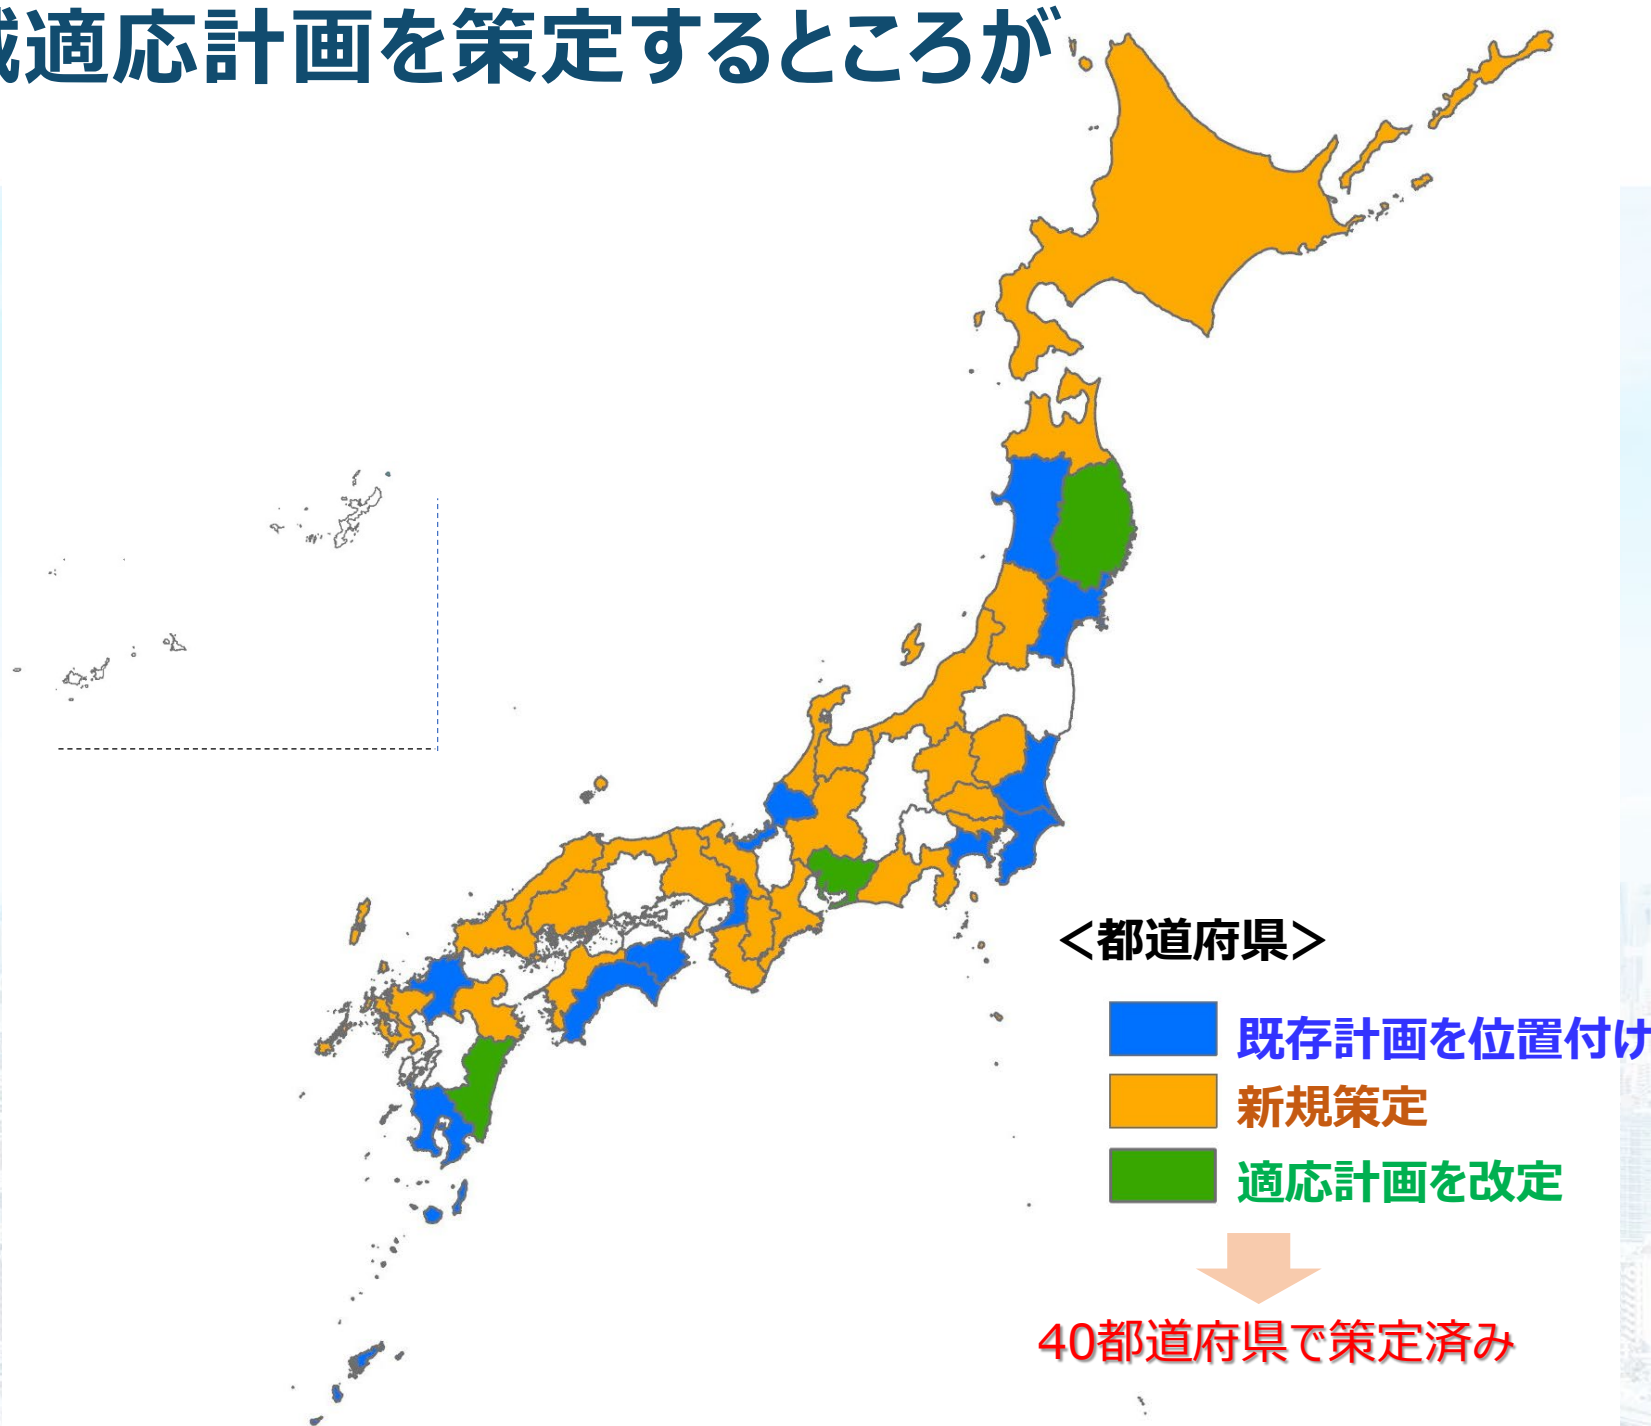 域適応計画を策定するところが
＜都道府県＞
既存計画を位置付け
新規策定
適応計画を改定
40都道府県で策定済み